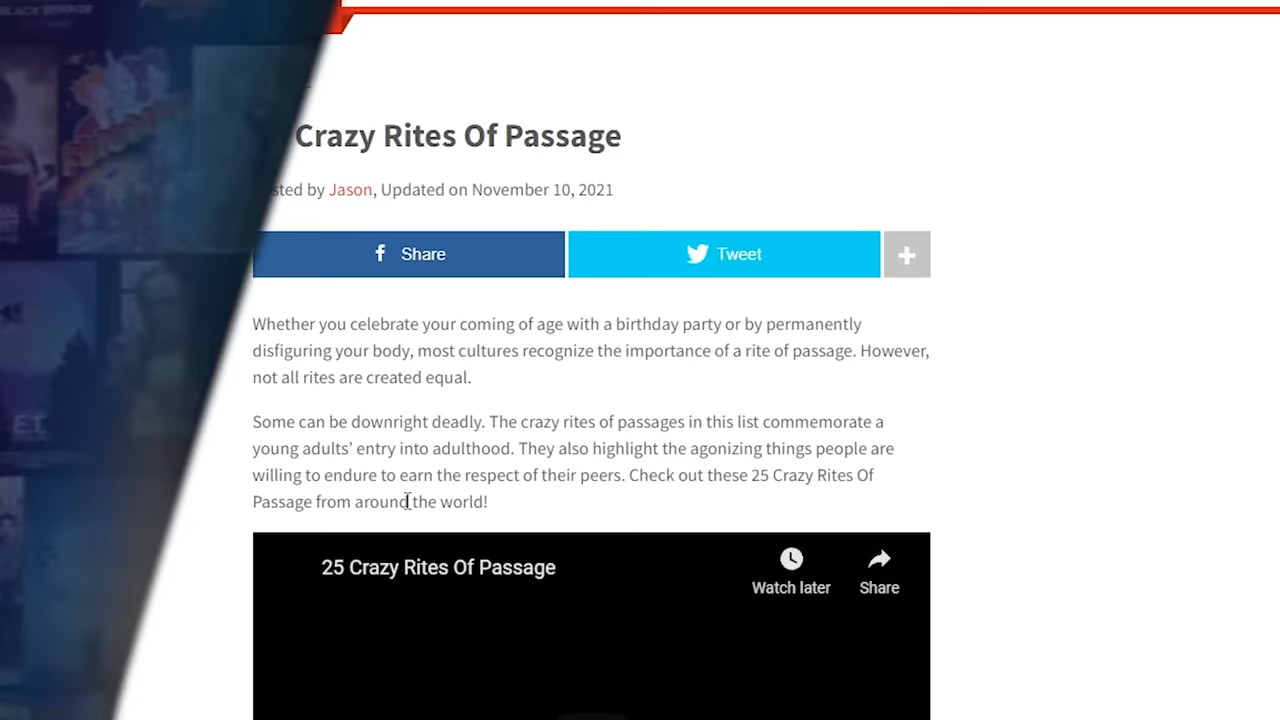 BLACK MIRROR
Crazy Rites Of Passage
sted by Jason, Updated on November 10, 2021
Share
Tweet
+
Whether you celebrate your coming of age with a birthday party or by permanently
disfiguring your body, most cultures recognize the importance of a rite of passage. However,
not all rites are created equal.
Some can be downright deadly. The crazy rites of passages in this list commemorate a
young adults’ entry into adulthood. They also highlight the agonizing things people are
willing to endure to earn the respect of their peers. Check out these 25 Crazy Rites Of
Passage from around the world!
E.T.
25 Crazy Rites Of Passage
Watch later
Share